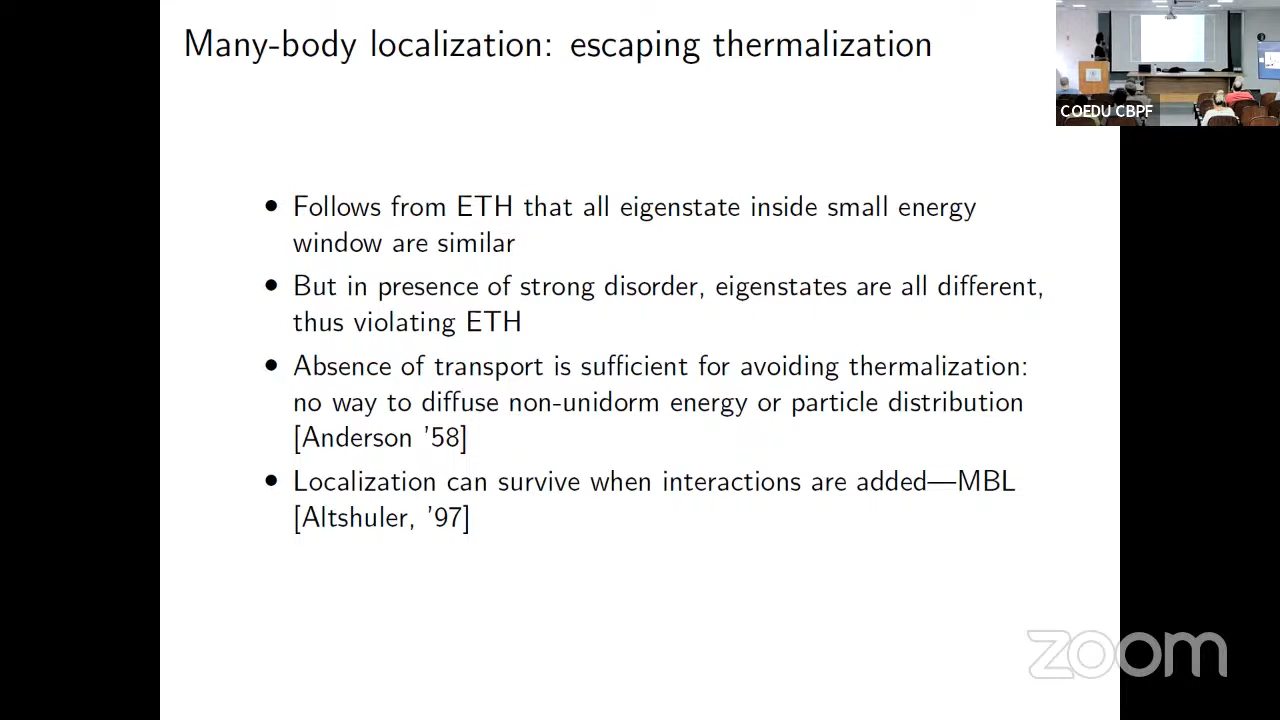 Many-body localization: escaping thermalization
COEDU CBPF
• Follows from ETH that all eigenstate inside small energy
window are similar
• But in presence of strong disorder, eigenstates are all different,
thus violating ETH
• Absence of transport is sufficient for avoiding thermalization:
no way to diffuse non-unidorm energy or particle distribution
[Anderson ’58]
• Localization can survive when interactions are added—MBL
[Altshuler, ’97]
zoom